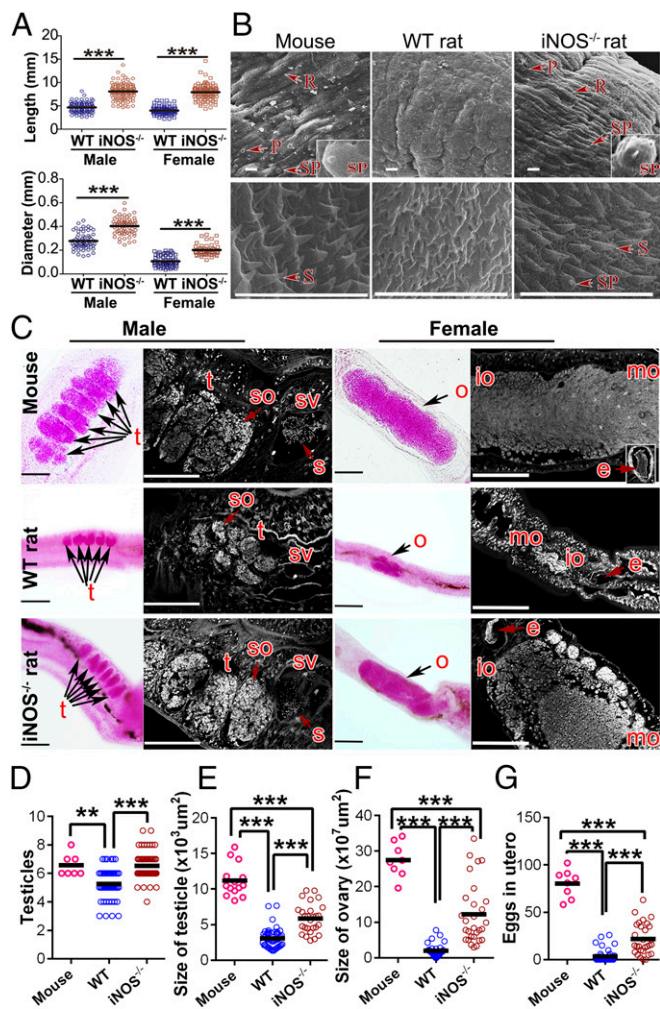 A
***
***
Length (mm)
20
15
10
5
0
WT iNOS-/- WT iNOS-/-
Male Female
Diameter (mm)
0.8
0.6
0.4
0.2
0.0
***
***
WT iNOS-/- WT iNOS-/-
Male Female
B
Mouse WT rat iNOS-/- rat
R
P
SP
SP
P
R
SP
SP
S
S
SP
C
Male Female
Mouse
t
t
so
sv
s
o
io
mo
e
WT rat
t
so
t
sv
o
mo
io
e
iNOS-/- rat
t
t
so
sv
s
o
e
io
mo
D
Testicles
12
9
6
3
0
** ***
Mouse WT iNOS-/-
E
Size of testicle (x10³um²)
20
15
10
5
0
***
***
***
Mouse WT iNOS-/-
F
Size of ovary (x10⁷um²)
40
30
20
10
0
***
*** ***
Mouse WT iNOS-/-
G
Eggs in utero
150
100
50
0
***
***
***
Mouse WT iNOS-/-